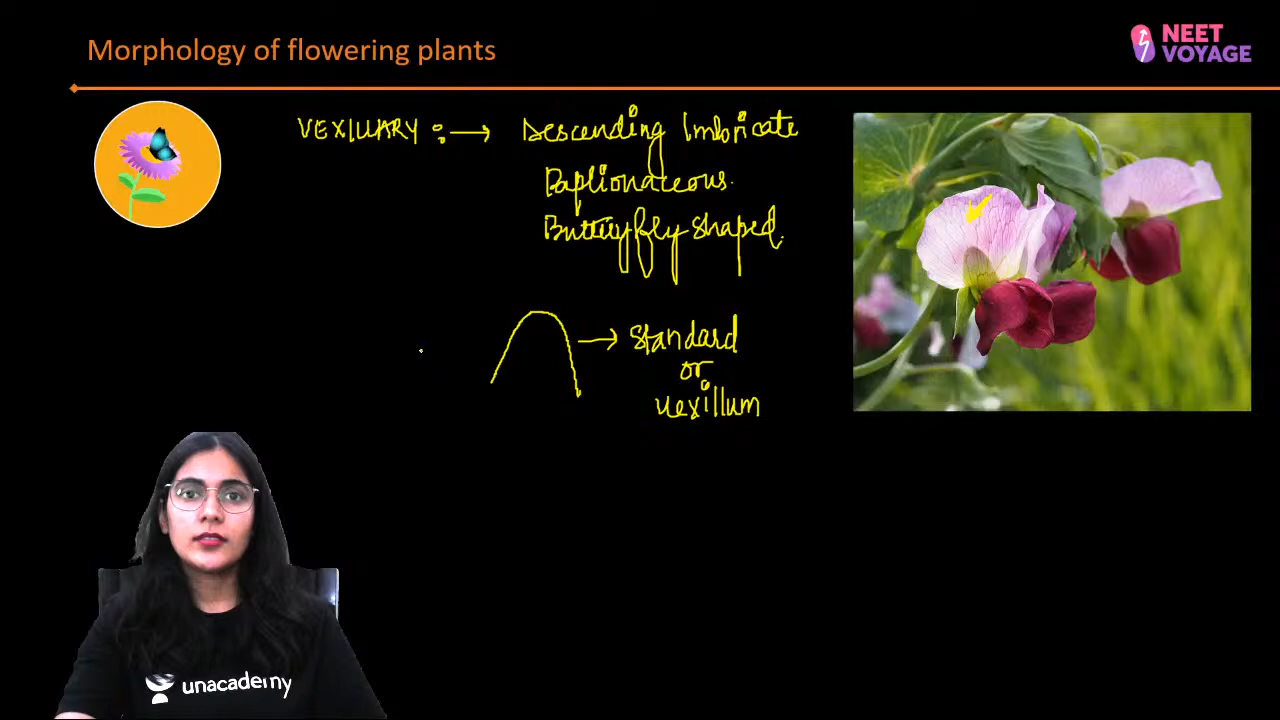 Morphology of flowering plants
NEET
VOYAGE
VEXILLARY : → Descending Imbricate
Paplionaceous.
Butterfly shaped.
→ Standard
or
vexillum
unacademy